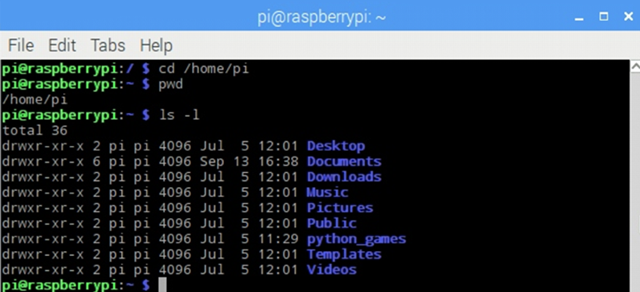 pi@raspberrypi: ~
File Edit Tabs Help
pi@raspberrypi:/ $ cd /home/pi
pi@raspberrypi:~ $ pwd
/home/pi
pi@raspberrypi:~ $ ls -l
total 36
drwxr-xr-x 2 pi pi 4096 Jul  5 12:01 Desktop
drwxr-xr-x 6 pi pi 4096 Sep 13 16:38 Documents
drwxr-xr-x 2 pi pi 4096 Jul  5 12:01 Downloads
drwxr-xr-x 2 pi pi 4096 Jul  5 12:01 Music
drwxr-xr-x 2 pi pi 4096 Jul  5 12:01 Pictures
drwxr-xr-x 2 pi pi 4096 Jul  5 12:01 Public
drwxr-xr-x 2 pi pi 4096 Jul  5 11:29 python_games
drwxr-xr-x 2 pi pi 4096 Jul  5 12:01 Templates
drwxr-xr-x 2 pi pi 4096 Jul  5 12:01 Videos
pi@raspberrypi:~ $